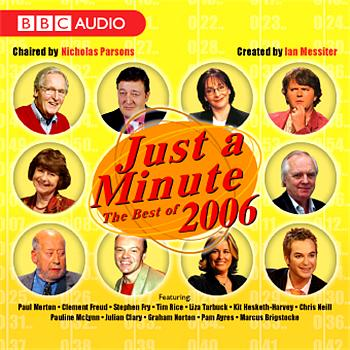 BBC AUDIO
Chaired by Nicholas Parsons
Created by Ian Messiter
Just a
Minute
The Best of 2006
Featuring:
Paul Merton • Clement Freud • Stephen Fry • Tim Rice • Liza Tarbuck • Kit Hesketh-Harvey • Chris Neill
Pauline McLynn • Julian Clary • Graham Norton • Pam Ayres • Marcus Brigstocke